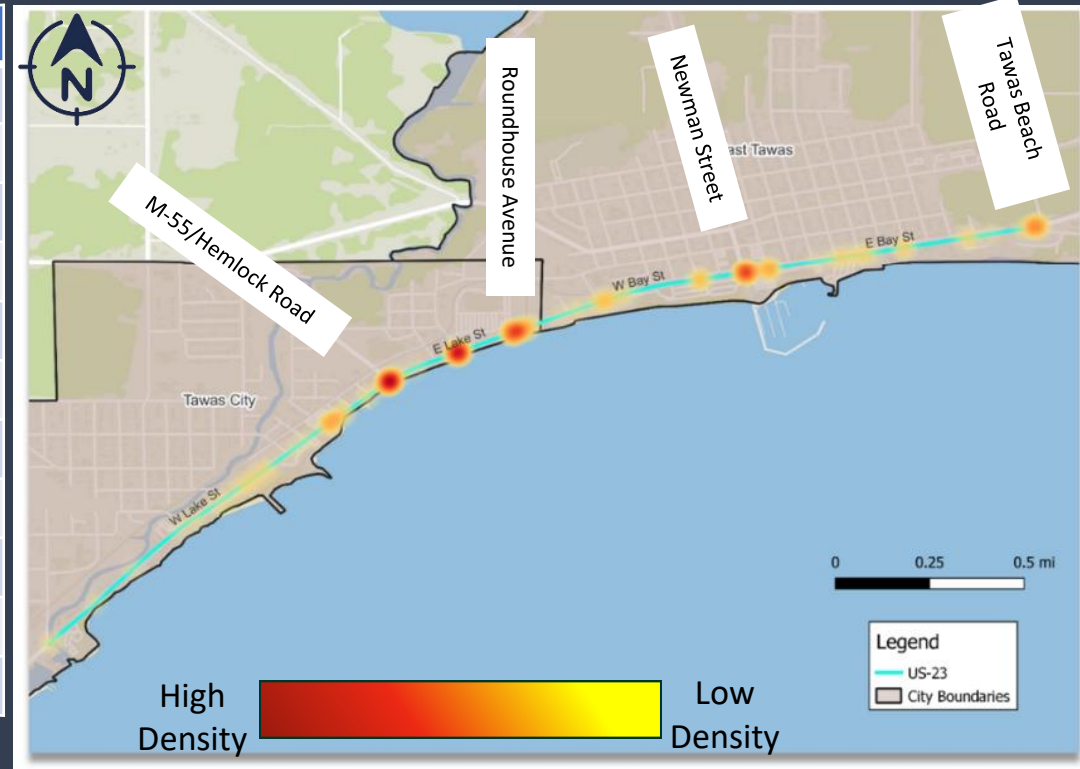 N
M-55/Hemlock Road
Roundhouse Avenue
Newman Street
Tawas Beach
Road
ast Tawas
E Bay St
W Bay St
E Lake St
Tawas City
W Lake St
0 0.25 0.5 mi
Legend
US-23
City Boundaries
High
Density
Low
Density